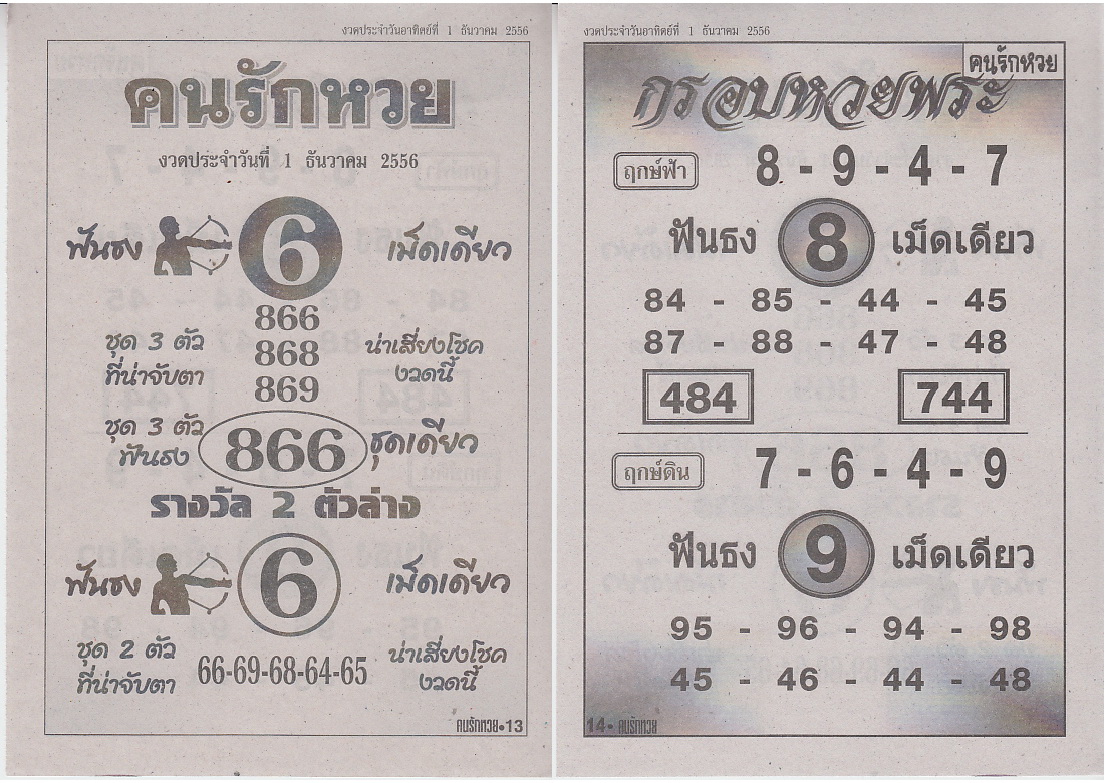 งวดประจำวันอาทิตย์ที่ 1 ธันวาคม 2556
คนรักหวย
งวดประจำวันที่ 1 ธันวาคม 2556
ฟันธง 6 เม็ดเดียว
866
ชุด 3 ตัว 868 น่าเสี่ยงโชค
ที่น่าจับตา 869 งวดนี้
ชุด 3 ตัว 866 ชุดเดียว
ฟันธง
รางวัล 2 ตัวล่าง
ฟันธง 6 เม็ดเดียว
ชุด 2 ตัว 66-69-68-64-65 น่าเสี่ยงโชค
ที่น่าจับตา งวดนี้
คนรักหวย•13
งวดประจำวันอาทิตย์ที่ 1 ธันวาคม 2556
คนรักหวย
กรอบหวยพระ
ฤกษ์ฟ้า 8 - 9 - 4 - 7
ฟันธง 8 เม็ดเดียว
84 - 85 - 44 - 45
87 - 88 - 47 - 48
484 744
ฤกษ์ดิน 7 - 6 - 4 - 9
ฟันธง 9 เม็ดเดียว
95 - 96 - 94 - 98
45 - 46 - 44 - 48
14• คนรักหวย